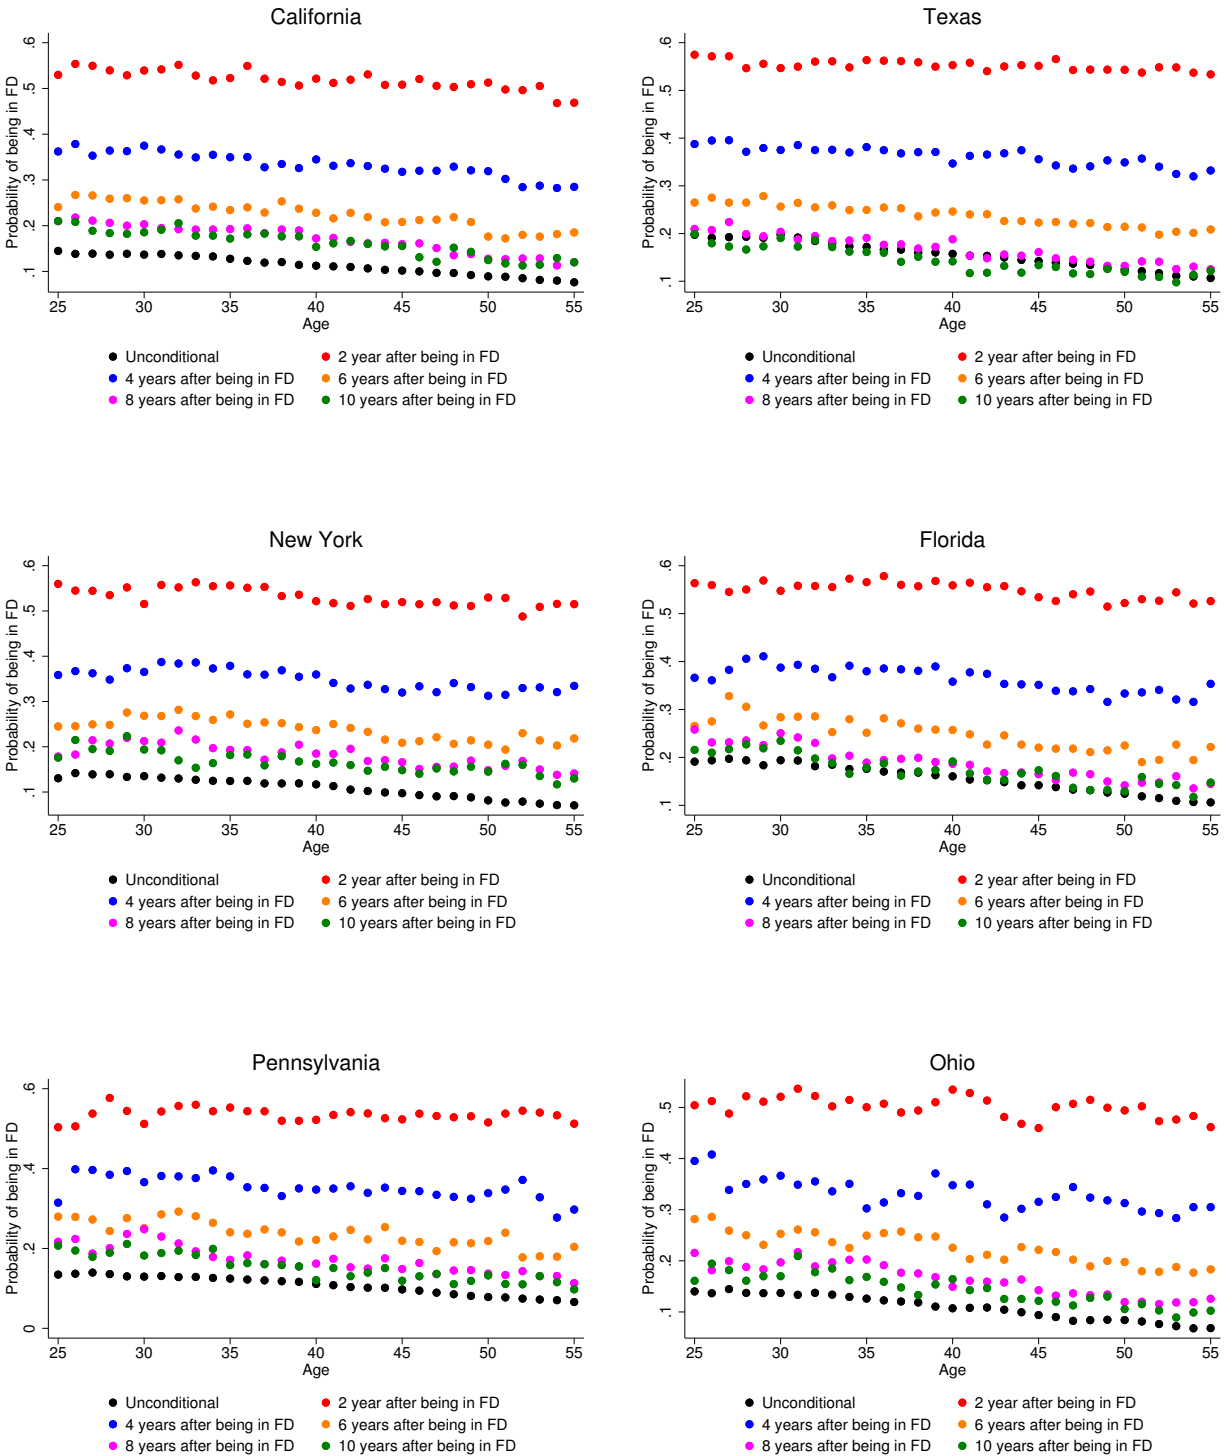 California
Probability of being in FD
.6
.5
.4
.3
.2
.1
25 30 35 40 45 50 55
Age
Unconditional 2 year after being in FD
4 years after being in FD 6 years after being in FD
8 years after being in FD 10 years after being in FD
Texas
Probability of being in FD
.6
.5
.4
.3
.2
.1
25 30 35 40 45 50 55
Age
Unconditional 2 year after being in FD
4 years after being in FD 6 years after being in FD
8 years after being in FD 10 years after being in FD
New York
Probability of being in FD
.6
.5
.4
.3
.2
.1
25 30 35 40 45 50 55
Age
Unconditional 2 year after being in FD
4 years after being in FD 6 years after being in FD
8 years after being in FD 10 years after being in FD
Florida
Probability of being in FD
.6
.5
.4
.3
.2
.1
25 30 35 40 45 50 55
Age
Unconditional 2 year after being in FD
4 years after being in FD 6 years after being in FD
8 years after being in FD 10 years after being in FD
Pennsylvania
Probability of being in FD
.6
.4
.2
0
25 30 35 40 45 50 55
Age
Unconditional 2 year after being in FD
4 years after being in FD 6 years after being in FD
8 years after being in FD 10 years after being in FD
Ohio
Probability of being in FD
.5
.4
.3
.2
.1
25 30 35 40 45 50 55
Age
Unconditional 2 year after being in FD
4 years after being in FD 6 years after being in FD
8 years after being in FD 10 years after being in FD